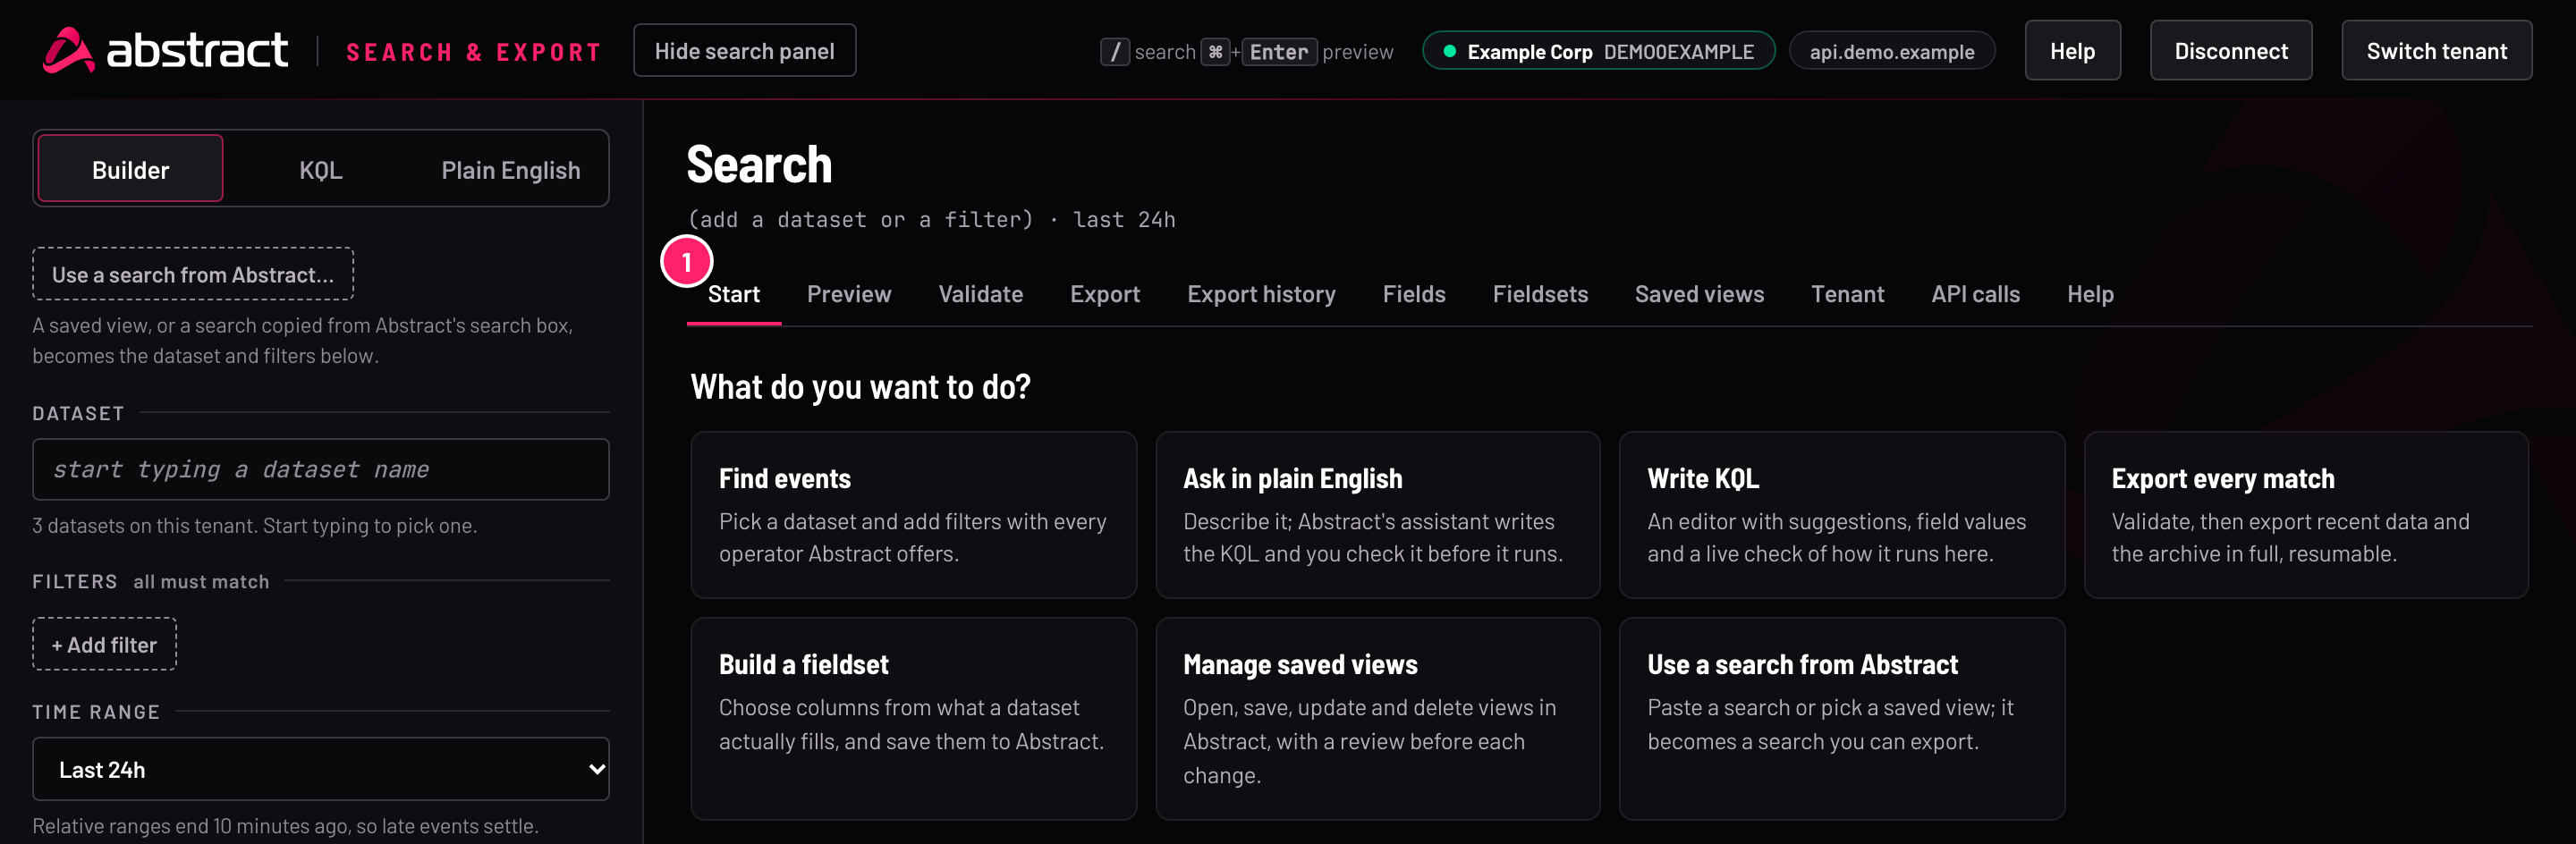 abstract
SEARCH & EXPORT
Hide search panel
/ search ⌘+Enter preview
Example Corp DEMO0EXAMPLE
api.demo.example
Help
Disconnect
Switch tenant
Builder
KQL
Plain English
Use a search from Abstract...
A saved view, or a search copied from Abstract's search box,
becomes the dataset and filters below.
DATASET
start typing a dataset name
3 datasets on this tenant. Start typing to pick one.
FILTERS all must match
+ Add filter
TIME RANGE
Last 24h
Relative ranges end 10 minutes ago, so late events settle.
Search
(add a dataset or a filter) · last 24h
1
Start
Preview
Validate
Export
Export history
Fields
Fieldsets
Saved views
Tenant
API calls
Help
What do you want to do?
Find events
Pick a dataset and add filters with every
operator Abstract offers.
Ask in plain English
Describe it; Abstract's assistant writes
the KQL and you check it before it runs.
Write KQL
An editor with suggestions, field values
and a live check of how it runs here.
Export every match
Validate, then export recent data and
the archive in full, resumable.
Build a fieldset
Choose columns from what a dataset
actually fills, and save them to Abstract.
Manage saved views
Open, save, update and delete views in
Abstract, with a review before each
change.
Use a search from Abstract
Paste a search or pick a saved view; it
becomes a search you can export.